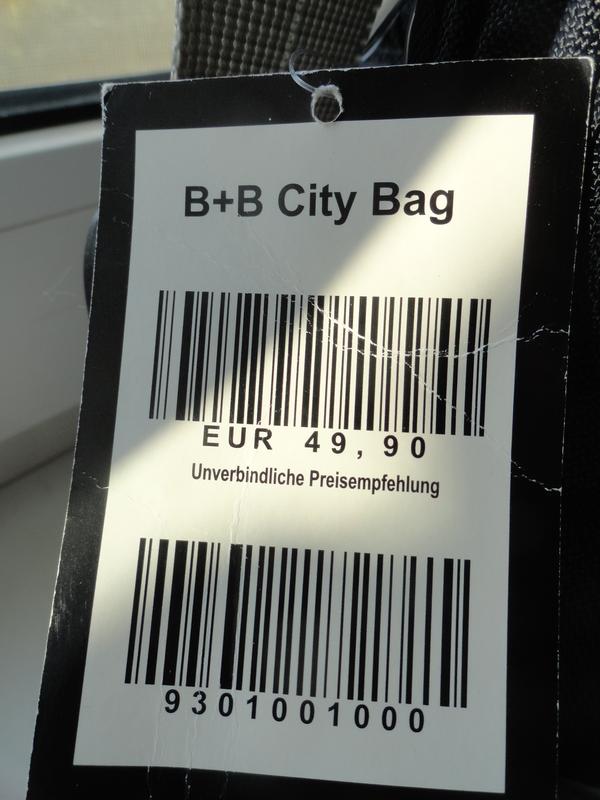 B+B City Bag
EUR 49,90
Unverbindliche Preisempfehlung
9301001000